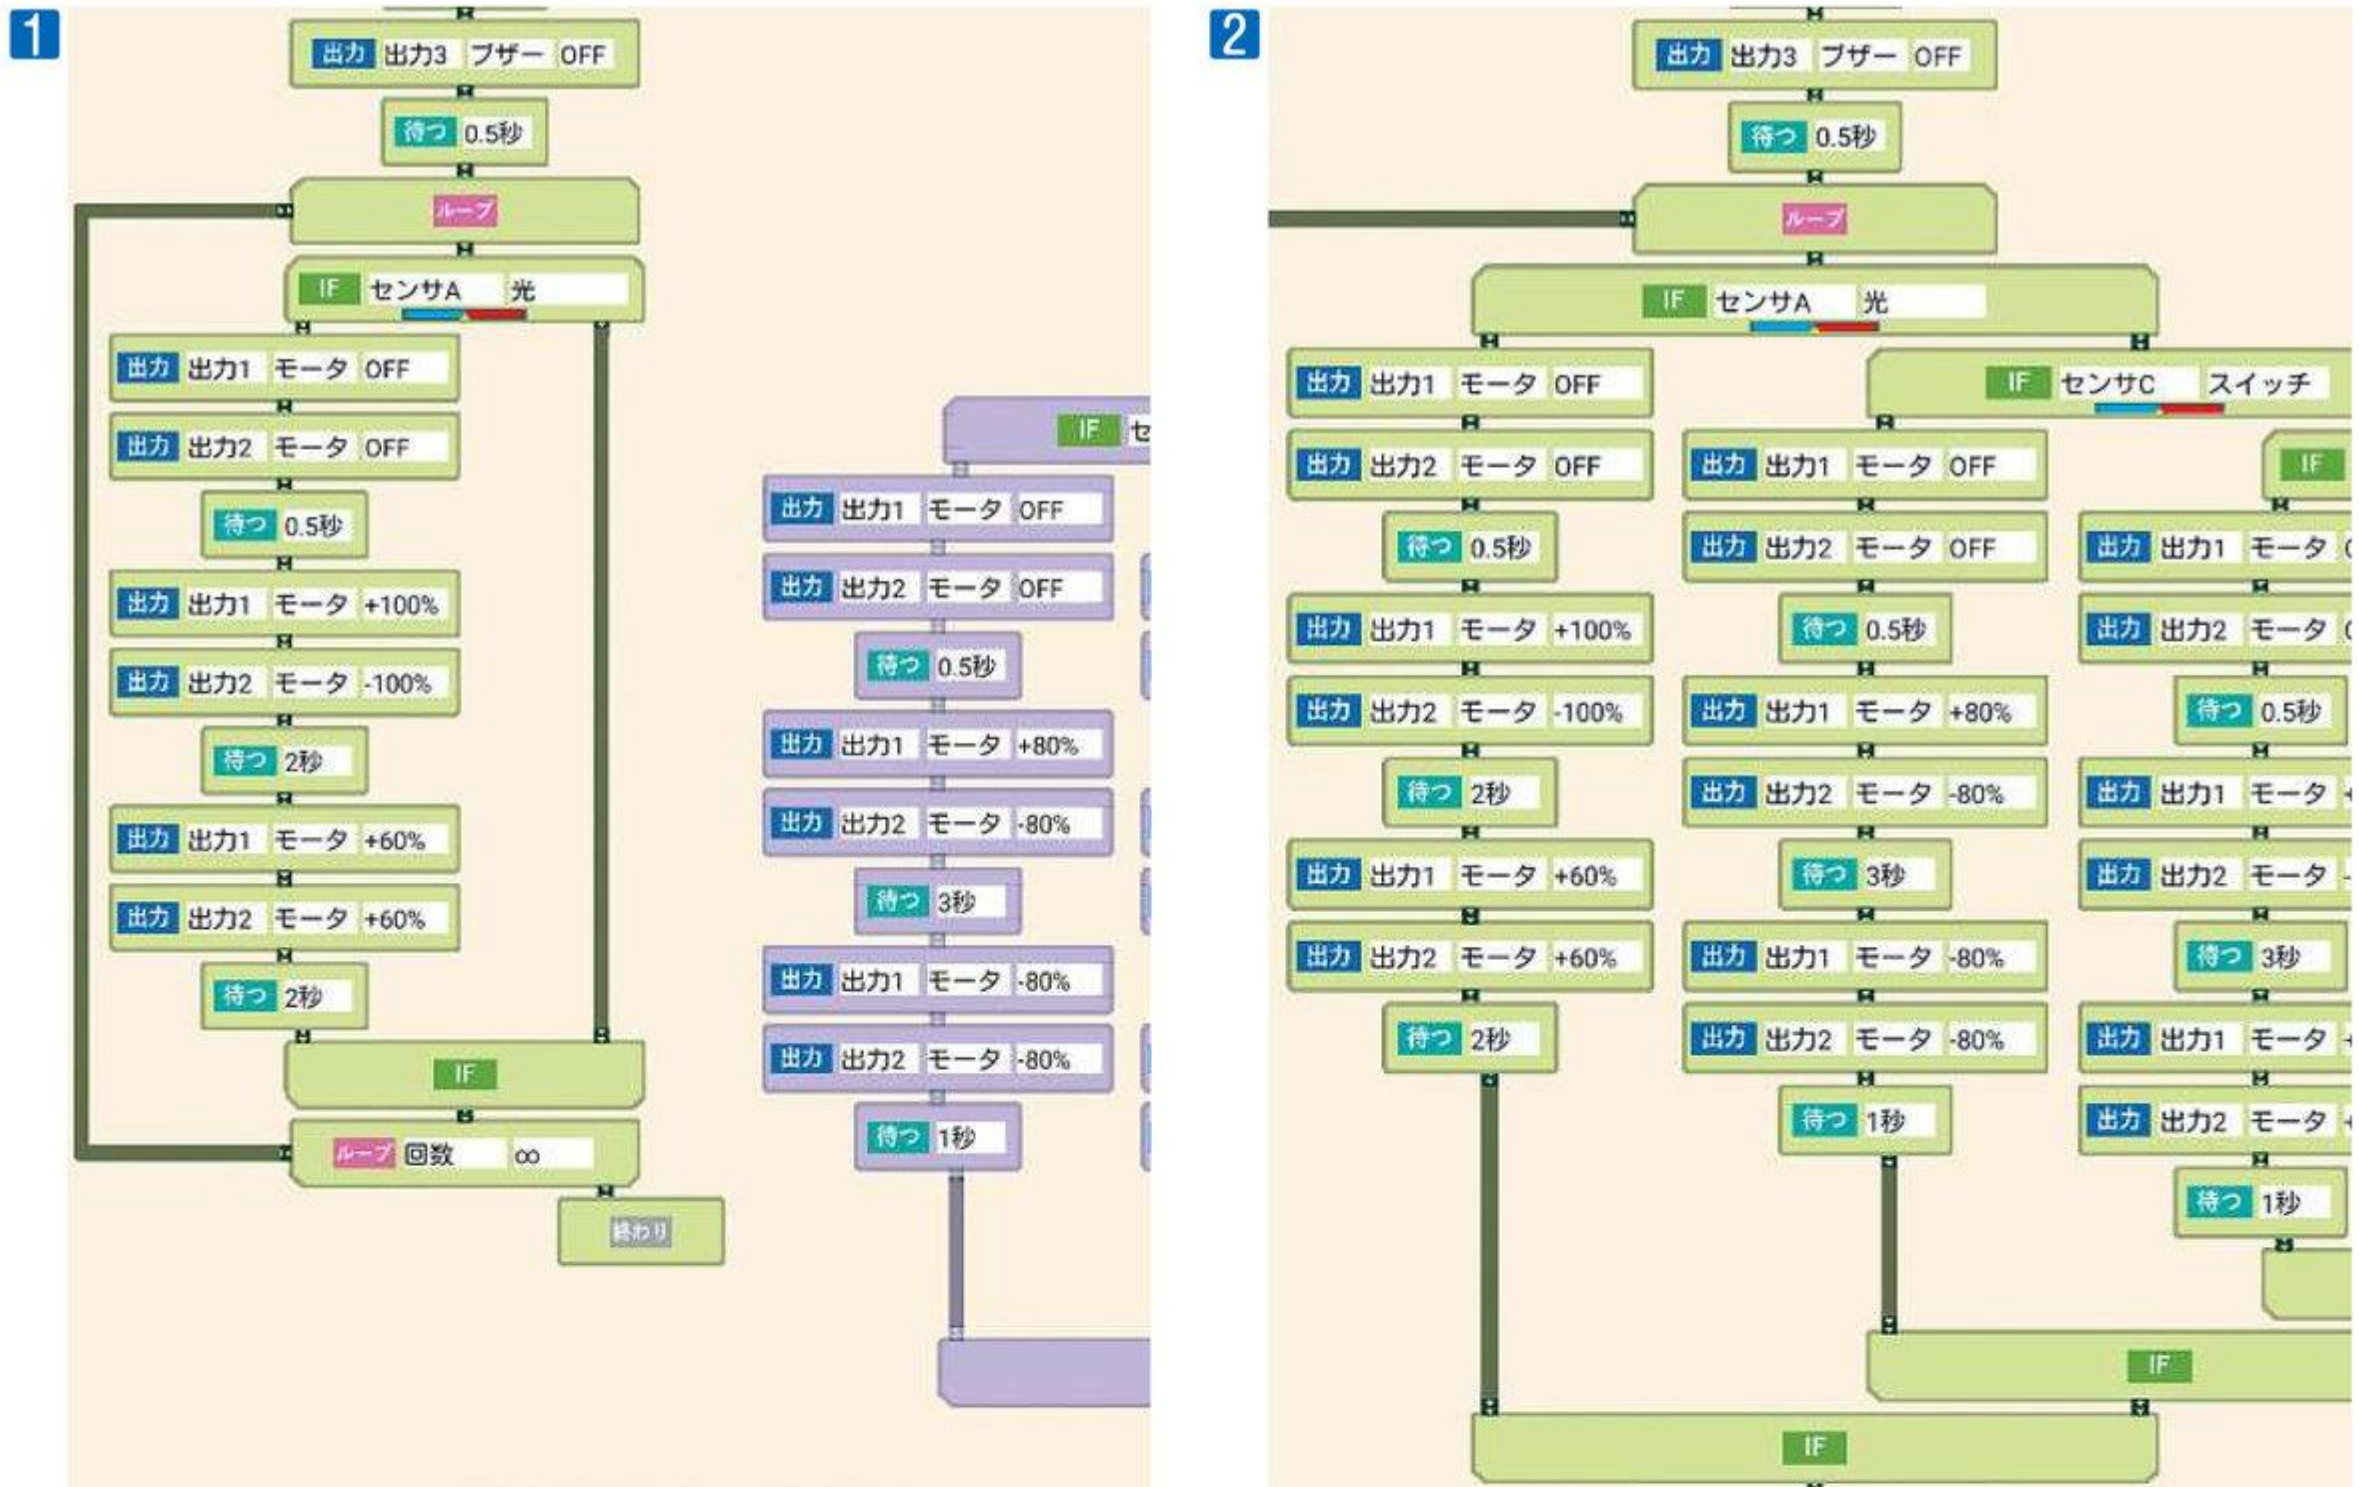 1
出力 出力3 ブザー OFF
待つ 0.5秒
ループ
IF センサA 光
出力 出力1 モータ OFF
出力 出力2 モータ OFF
待つ 0.5秒
出力 出力1 モータ +100%
出力 出力2 モータ -100%
待つ 2秒
出力 出力1 モータ +60%
出力 出力2 モータ +60%
待つ 2秒
IF
ループ 回数 ∞
終わり
IF セ
出力 出力1 モータ OFF
出力 出力2 モータ OFF
待つ 0.5秒
出力 出力1 モータ +80%
出力 出力2 モータ -80%
待つ 3秒
出力 出力1 モータ -80%
出力 出力2 モータ -80%
待つ 1秒
2
出力 出力3 ブザー OFF
待つ 0.5秒
ループ
IF センサA 光
出力 出力1 モータ OFF
出力 出力2 モータ OFF
待つ 0.5秒
出力 出力1 モータ +100%
出力 出力2 モータ -100%
待つ 2秒
出力 出力1 モータ +60%
出力 出力2 モータ +60%
待つ 2秒
IF センサC スイッチ
出力 出力1 モータ OFF
出力 出力2 モータ OFF
待つ 0.5秒
出力 出力1 モータ +80%
出力 出力2 モータ -80%
待つ 3秒
出力 出力1 モータ -80%
出力 出力2 モータ -80%
待つ 1秒
IF
出力 出力1 モータ
出力 出力2 モータ
待つ 0.5秒
出力 出力1 モータ
出力 出力2 モータ
待つ 3秒
出力 出力1 モータ
出力 出力2 モータ
待つ 1秒
IF
IF